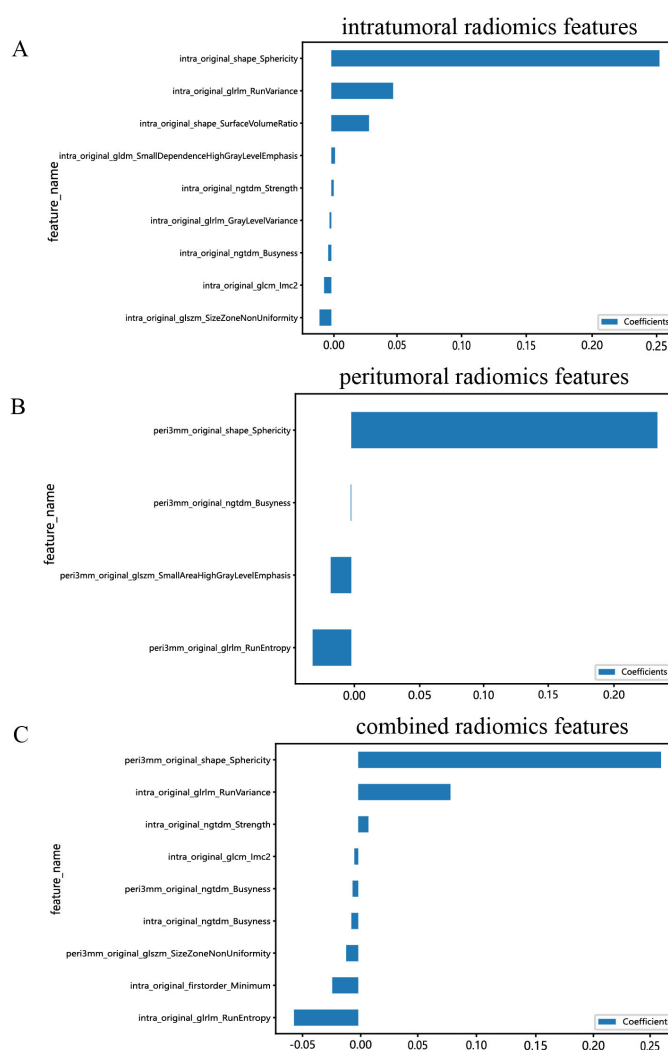 A
intratumoral radiomics features
feature_name
intra_original_shape_Sphericity
intra_original_glrlm_RunVariance
intra_original_shape_SurfaceVolumeRatio
intra_original_gldm_SmallDependenceHighGrayLevelEmphasis
intra_original_ngtdm_Strength
intra_original_glrlm_GrayLevelVariance
intra_original_ngtdm_Busyness
intra_original_glcm_Imc2
intra_original_glszm_SizeZoneNonUniformity
Coefficients
0.00 0.05 0.10 0.15 0.20 0.25
B
peritumoral radiomics features
feature_name
peri3mm_original_shape_Sphericity
peri3mm_original_ngtdm_Busyness
peri3mm_original_glszm_SmallAreaHighGrayLevelEmphasis
peri3mm_original_glrlm_RunEntropy
Coefficients
0.00 0.05 0.10 0.15 0.20
C
combined radiomics features
feature_name
peri3mm_original_shape_Sphericity
intra_original_glrlm_RunVariance
intra_original_ngtdm_Strength
intra_original_glcm_Imc2
peri3mm_original_ngtdm_Busyness
intra_original_ngtdm_Busyness
peri3mm_original_glszm_SizeZoneNonUniformity
intra_original_firstorder_Minimum
intra_original_glrlm_RunEntropy
Coefficients
-0.05 0.00 0.05 0.10 0.15 0.20 0.25